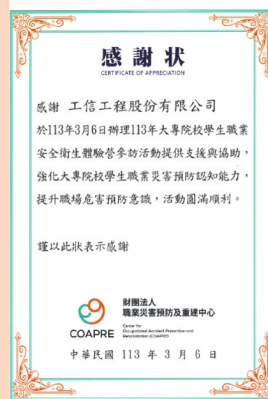 感謝狀
CERTIFICATE OF APPRECIATION
感謝 工信工程股份有限公司
於113年3月6日辦理113年大專院校學生職業
安全衛生體驗營參訪活動提供支援與協助，
強化大專院校學生職業災害預防認知能力，
提升職場危害預防意識，活動圓滿順利。
謹以此狀表示感謝
COAPRE
財團法人
職業災害預防及重建中心
Center for
Occupational Accident Prevention and
Rehabilitation (COAPRE)
中華民國 113 年 3 月 6 日